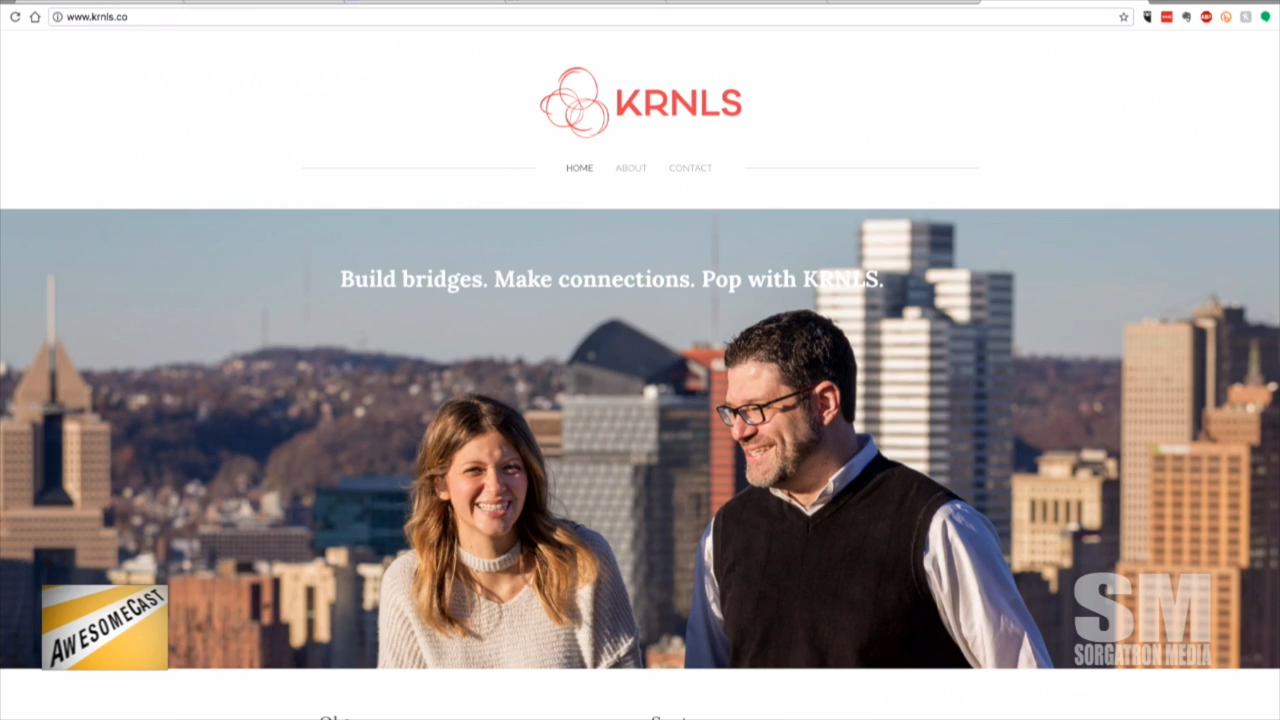 www.krnls.co
KRNLS
HOME ABOUT CONTACT
Build bridges. Make connections. Pop with KRNLS.
AWESOMECAST
SM
SORGATRON MEDIA